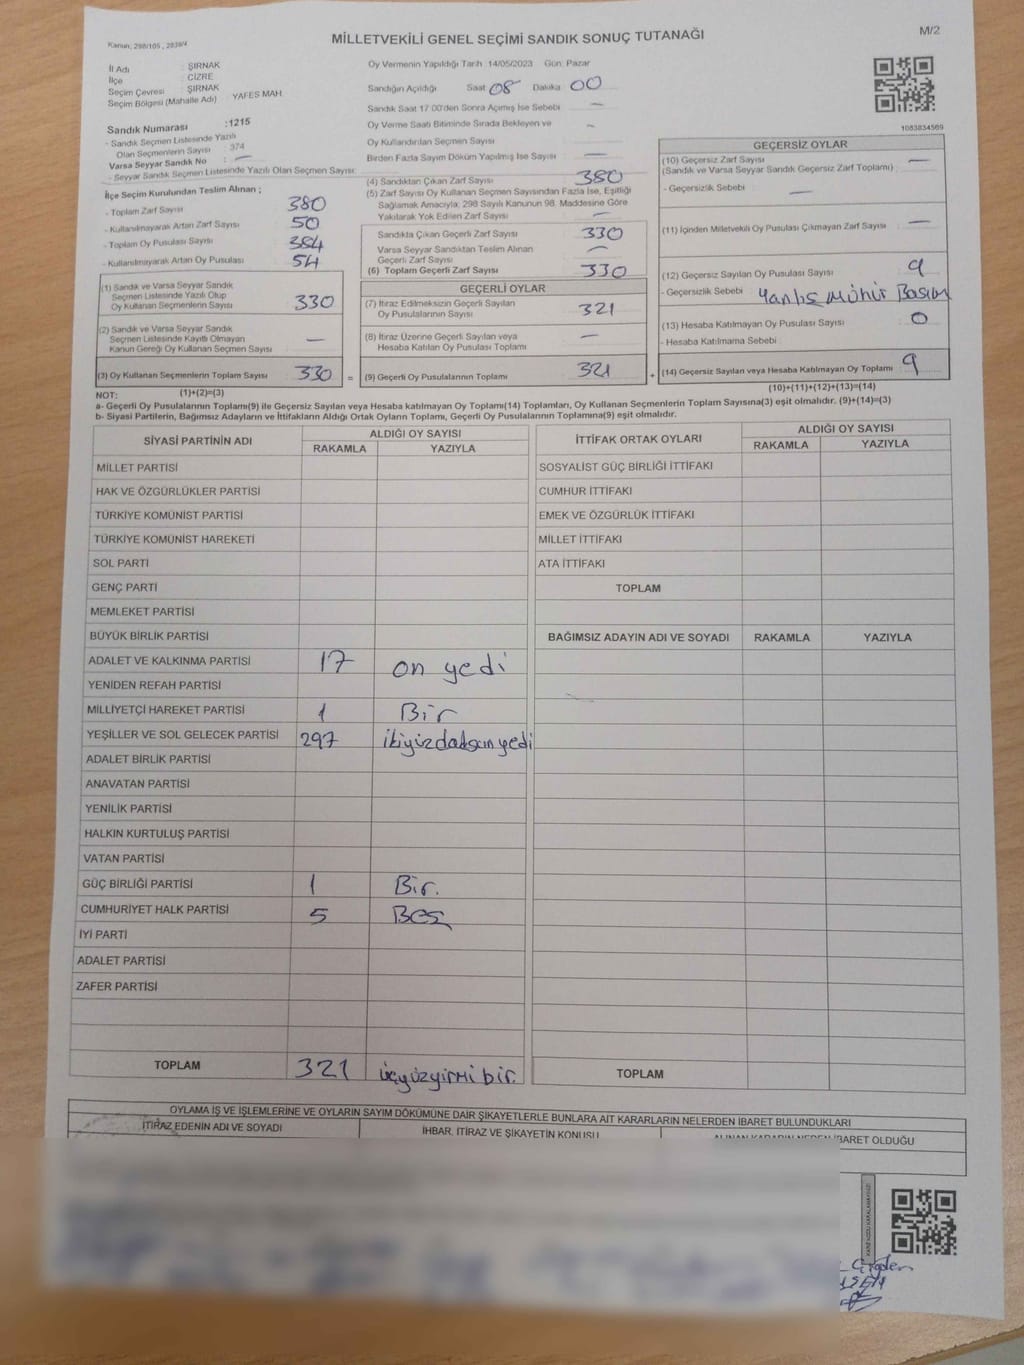 Kanun; 298/105 , 2839/4
MİLLETVEKİLİ GENEL SEÇİMİ SANDIK SONUÇ TUTANAĞI
M/2
İl Adı : ŞIRNAK
İlçe : CİZRE
Seçim Çevresi : ŞIRNAK
Seçim Bölgesi (Mahalle Adı) YAFES MAH.
Sandık Numarası :1215
- Sandık Seçmen Listesinde Yazılı
Olan Seçmenlerin Sayısı 374
Varsa Seyyar Sandık No : —
- Seyyar Sandık Seçmen Listesinde Yazılı Olan Seçmen Sayısı:
Oy Vermenin Yapıldığı Tarih 14/05/2023 Gün: Pazar
Sandığın Açıldığı Saat 08 Dakika 00
Sandık Saat 17.00'den Sonra Açmış İse Sebebi —
Oy Verme Saati Bitiminde Sırada Bekleyen ve
Oy Kullandırılan Seçmen Sayısı —
Birden Fazla Sayım Döküm Yapılmış İse Sayısı —
1083834569
İlçe Seçim Kurulundan Teslim Alınan ;
- Toplam Zarf Sayısı 380
- Kullanılmayarak Artan Zarf Sayısı 50
- Toplam Oy Pusulası Sayısı 384
- Kullanılmayarak Artan Oy Pusulası 54
(1) Sandık ve Varsa Seyyar Sandık
Seçmen Listesinde Yazılı Olup
Oy Kullanan Seçmenlerin Sayısı 330
(2) Sandık ve Varsa Seyyar Sandık
Seçmen Listesinde Kayıtlı Olmayan
Kanun Gereği Oy Kullanan Seçmen Sayısı —
(3) Oy Kullanan Seçmenlerin Toplam Sayısı 330 =
(4) Sandıktan Çıkan Zarf Sayısı 380
(5) Zarf Sayısı Oy Kullanan Seçmen Sayısından Fazla İse, Eşitliği
Sağlamak Amacıyla; 298 Sayılı Kanunun 98. Maddesine Göre
Yakılarak Yok Edilen Zarf Sayısı —
Sandıkta Çıkan Geçerli Zarf Sayısı 330
Varsa Seyyar Sandıktan Teslim Alınan
Geçerli Zarf Sayısı —
(6) Toplam Geçerli Zarf Sayısı 330
GEÇERLİ OYLAR
(7) İtiraz Edilmeksizin Geçerli Sayılan
Oy Pusulalarının Sayısı 321
(8) İtiraz Üzerine Geçerli Sayılan veya
Hesaba Katılan Oy Pusulası Toplamı —
(9) Geçerli Oy Pusulalarının Toplamı 321 +
GEÇERSİZ OYLAR
(10) Geçersiz Zarf Sayısı —
(Sandık ve Varsa Seyyar Sandık Geçersiz Zarf Toplamı)
- Geçersizlik Sebebi —
(11) İçinden Milletvekili Oy Pusulası Çıkmayan Zarf Sayısı —
(12) Geçersiz Sayılan Oy Pusulası Sayısı 9
- Geçersizlik Sebebi Yanlış Mühür Basım
(13) Hesaba Katılmayan Oy Pusulası Sayısı 0
- Hesaba Katılmama Sebebi
(14) Geçersiz Sayılan veya Hesaba Katılmayan Oy Toplamı 9
NOT: (1)+(2)=(3) (10)+(11)+(12)+(13)=(14)
a- Geçerli Oy Pusulalarının Toplamı(9) ile Geçersiz Sayılan veya Hesaba katılmayan Oy Toplamı(14) Toplamları, Oy Kullanan Seçmenlerin Toplam Sayısına(3) eşit olmalıdır. (9)+(14)=(3)
b- Siyasi Partilerin, Bağımsız Adayların ve İttifakların Aldığı Ortak Oyların Toplamı, Geçerli Oy Pusulalarının Toplamına(9) eşit olmalıdır.
SİYASİ PARTİNİN ADI ALDIĞI OY SAYISI
RAKAMLA YAZIYLA
MİLLET PARTİSİ
HAK VE ÖZGÜRLÜKLER PARTİSİ
TÜRKİYE KOMÜNİST PARTİSİ
TÜRKİYE KOMÜNİST HAREKETİ
SOL PARTİ
GENÇ PARTİ
MEMLEKET PARTİSİ
BÜYÜK BİRLİK PARTİSİ
ADALET VE KALKINMA PARTİSİ 17 on yedi
YENİDEN REFAH PARTİSİ
MİLLİYETÇİ HAREKET PARTİSİ 1 Bir
YEŞİLLER VE SOL GELECEK PARTİSİ 297 ikiyüzdoksanyedi
ADALET BİRLİK PARTİSİ
ANAVATAN PARTİSİ
YENİLİK PARTİSİ
HALKIN KURTULUŞ PARTİSİ
VATAN PARTİSİ
GÜÇ BİRLİĞİ PARTİSİ 1 Bir.
CUMHURİYET HALK PARTİSİ 5 Beş
İYİ PARTİ
ADALET PARTİSİ
ZAFER PARTİSİ
TOPLAM 321 üçyüzyirmi bir.
İTTİFAK ORTAK OYLARI ALDIĞI OY SAYISI
RAKAMLA YAZIYLA
SOSYALİST GÜÇ BİRLİĞİ İTTİFAKI
CUMHUR İTTİFAKI
EMEK VE ÖZGÜRLÜK İTTİFAKI
MİLLET İTTİFAKI
ATA İTTİFAKI
TOPLAM
BAĞIMSIZ ADAYIN ADI VE SOYADI RAKAMLA YAZIYLA
TOPLAM
OYLAMA İŞ VE İŞLEMLERİNE VE OYLARIN SAYIM DÖKÜMÜNE DAİR ŞİKAYETLERLE BUNLARA AİT KARARLARIN NELERDEN İBARET BULUNDUKLARI
İTİRAZ EDENİN ADI VE SOYADI İHBAR, İTİRAZ VE ŞİKAYETİN KONUSU ALINAN KARARIN NEDEN İBARET OLDUĞU